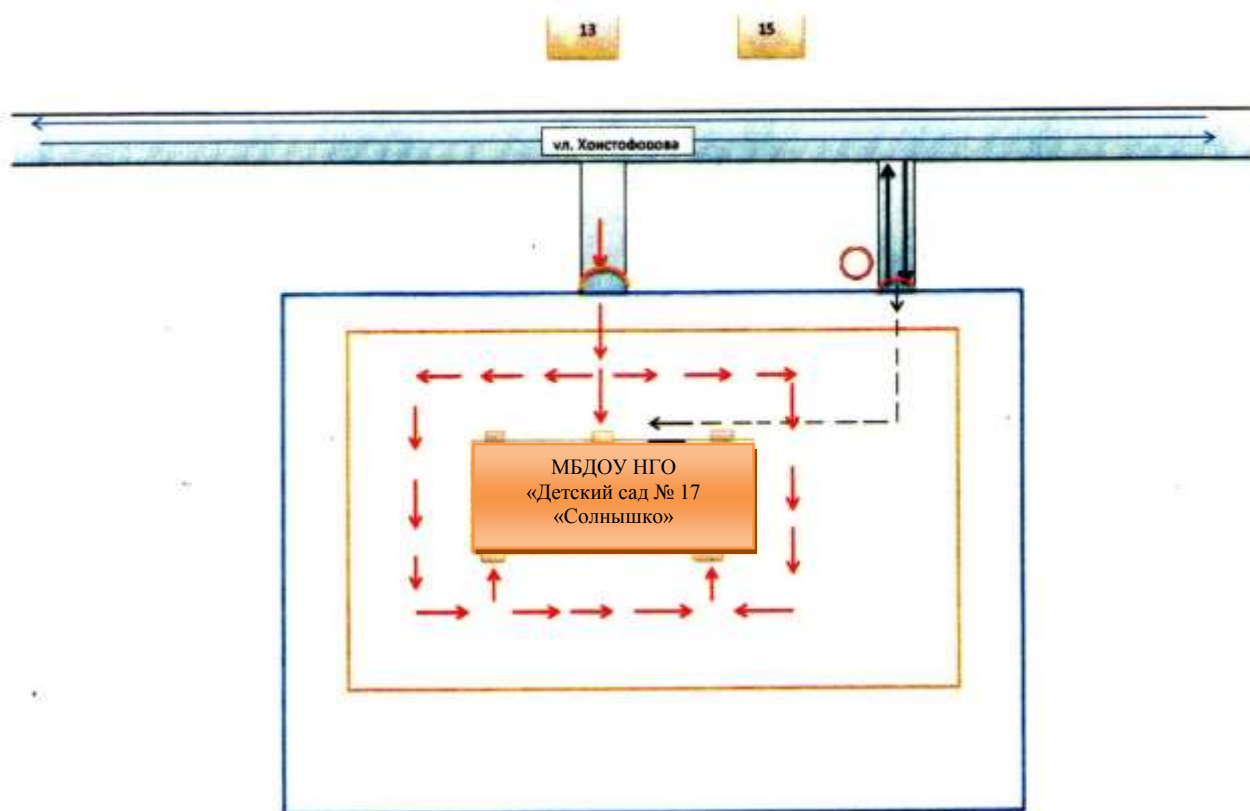 13
15
ул. Христофорова
МБДОУ НГО
«Детский сад № 17
«Солнышко»